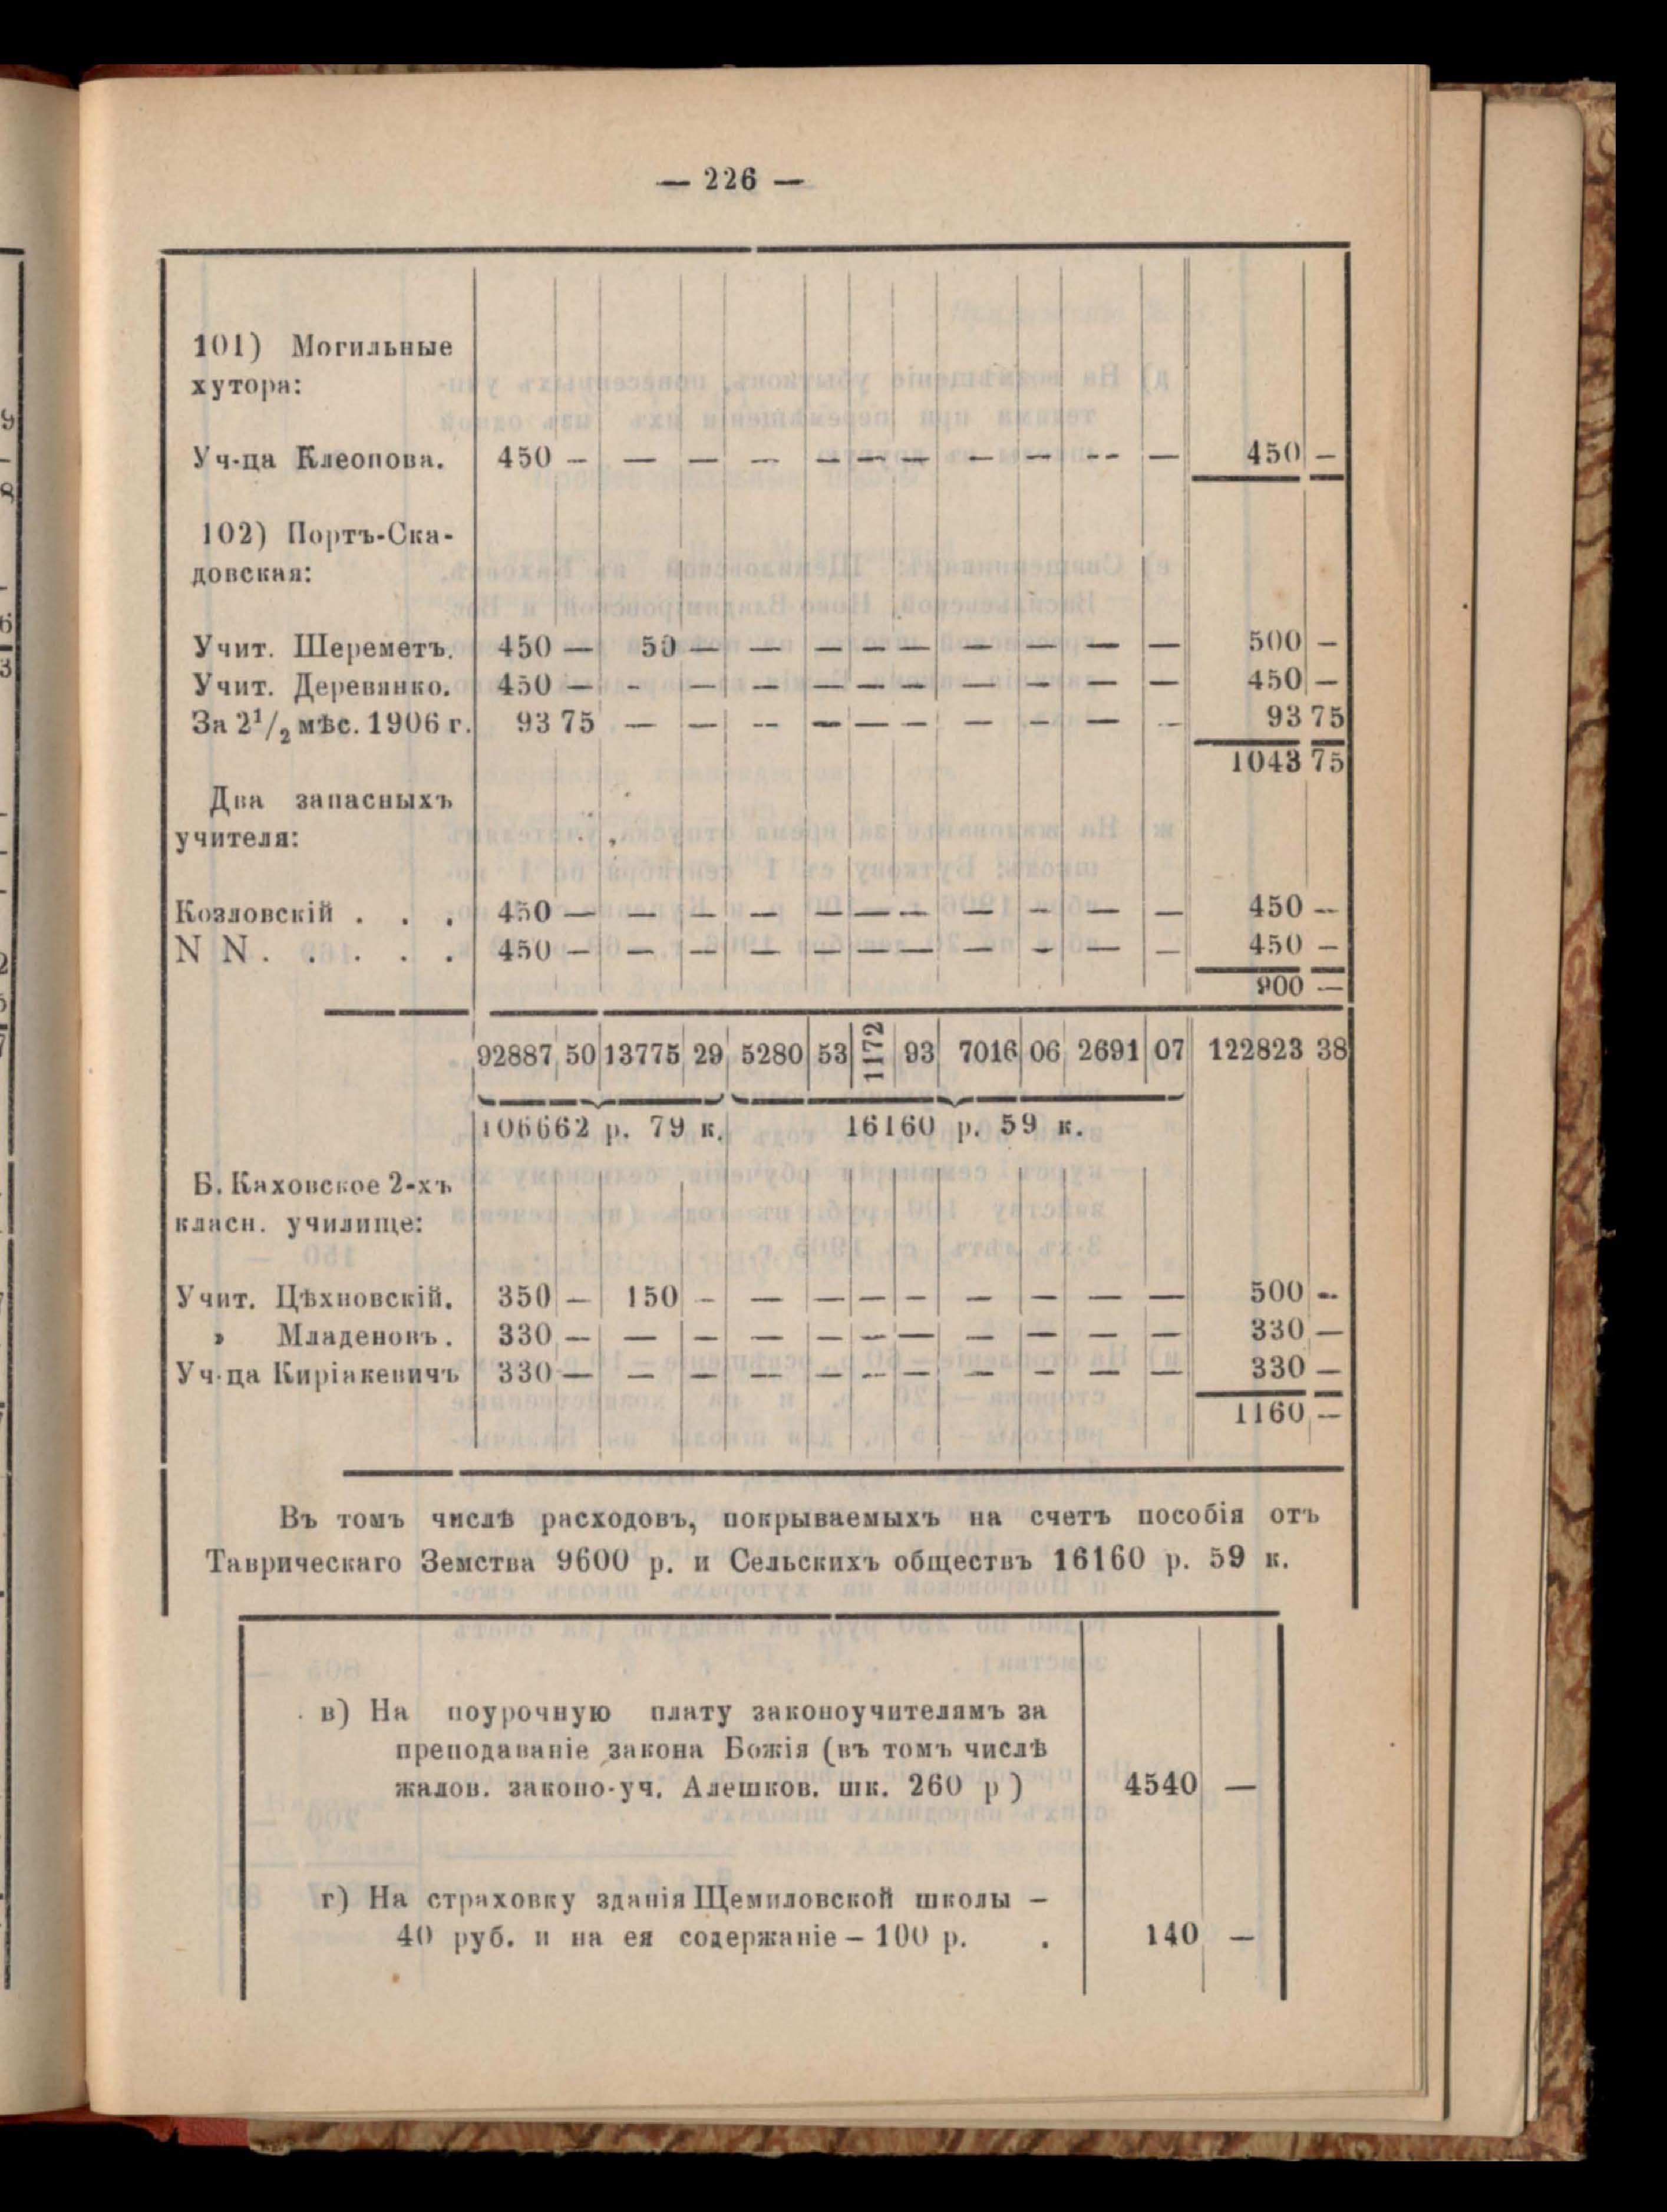 — 226 —
101) Могильные
хутора:
Уч-ца Клеопова. 450 — — — — — — — — — — — 450 —
102) Портъ-Ска-
довская:
Учит. Шереметъ. 450 — 50 — — — — — — — — — 500 —
Учит. Деревянко. 450 — - — — — — — — — — — 450 —
За 2¹/₂ мѣс. 1906 г. 93 75 — — -- — — — — – — -- 93 75
1043 75
Два запасныхъ
учителя:
Козловскій . . . 450 — — — — — — — — – — — 450 —
N N. . . . . 450 — — — — — — — — – — — 450 —
900 —
92887 50 13775 29 5280 53 1172 93 7016 06 2691 07 122823 38
106662 р. 79 к. 16160 р. 59 к.
Б. Каховское 2-хъ
класн. училище:
Учит. Цѣхновскій. 350 — 150 – — — — – — — — — 500 --
» Младеновъ. 330 — — – — — — — — — — — 330 —
Уч-ца Киріакевичъ 330 — — — — — — — — – — — 330 —
1160 —
Въ томъ числѣ расходовъ, покрываемыхъ на счетъ пособія отъ
Таврическаго Земства 9600 р. и Сельскихъ обществъ 16160 р. 59 к.
в) На поурочную плату законоучителямъ за
преподаваніе закона Божія (въ томъ числѣ
жалов. законо-уч. Алешков. шк. 260 р ) 4540 —
г) На страховку зданія Щемиловской школы –
40 руб. и на ея содержаніе – 100 р. . 140 —